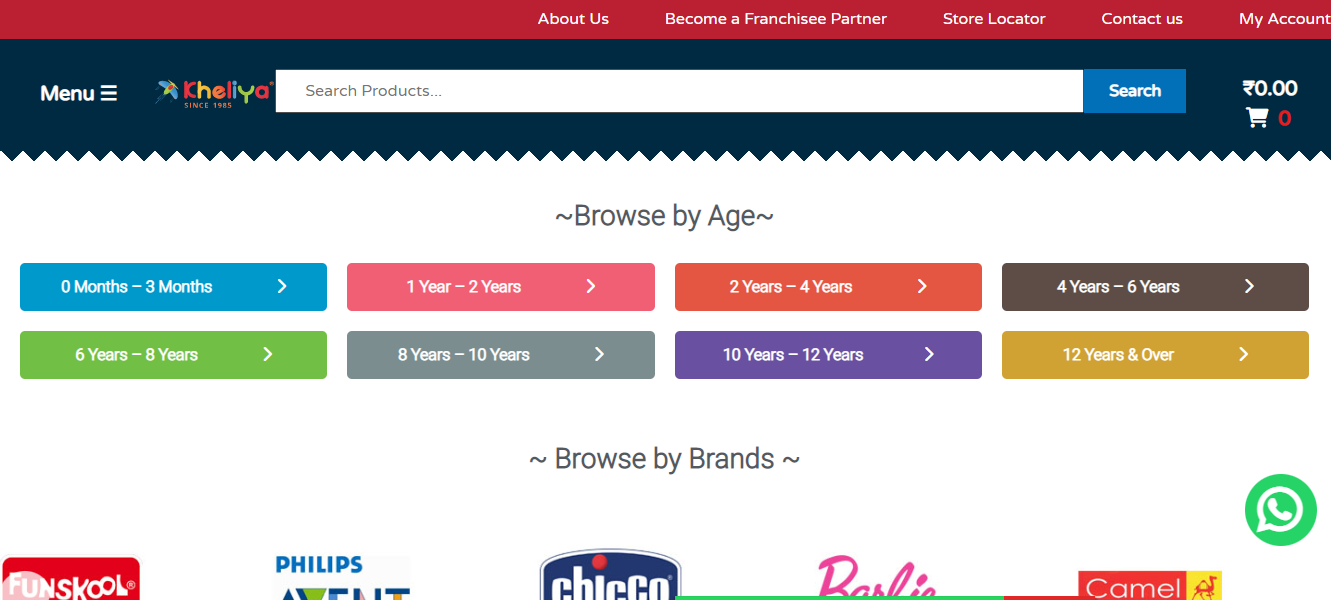 About Us Become a Franchisee Partner Store Locator Contact us My Account
Menu
Kheliya
SINCE 1985
Search Products...
Search
₹0.00
0
~Browse by Age~
0 Months – 3 Months
1 Year – 2 Years
2 Years – 4 Years
4 Years – 6 Years
6 Years – 8 Years
8 Years – 10 Years
10 Years – 12 Years
12 Years & Over
~ Browse by Brands ~
FUNSKOOL®
PHILIPS
AVENT
chicco
Barbie
Camel